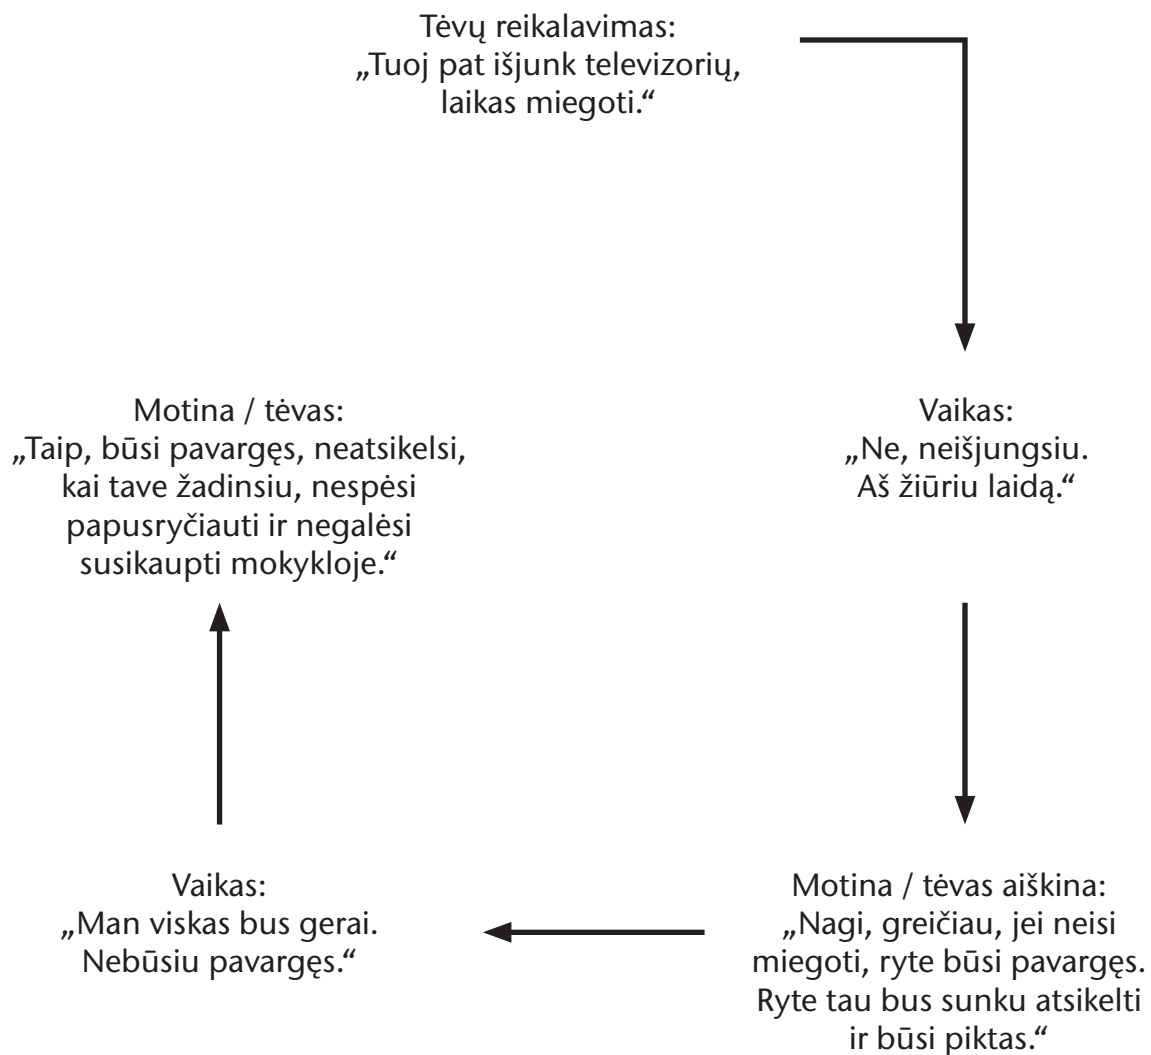 Tėvų reikalavimas:
„Tuoj pat išjunk televizorių,
laikas miegoti.“
Vaikas:
„Ne, neišjungsiu.
Aš žiūriu laidą.“
Motina / tėvas aiškina:
„Nagi, greičiau, jei neisi
miegoti, ryte būsi pavargęs.
Ryte tau bus sunku atsikelti
ir būsi piktas.“
Vaikas:
„Man viskas bus gerai.
Nebūsiu pavargęs.“
Motina / tėvas:
„Taip, būsi pavargęs, neatsikelsi,
kai tave žadinsiu, nespėsi
papusryčiauti ir negalėsi
susikaupti mokykloje.“